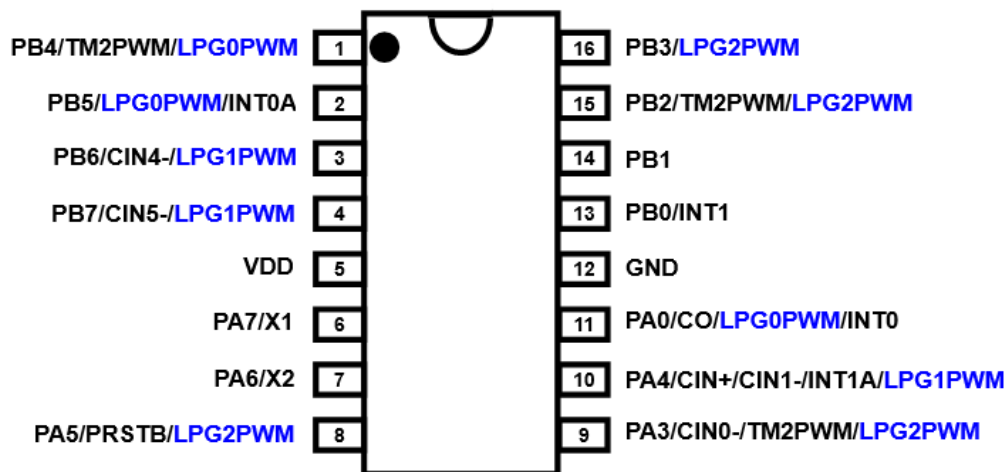 PB4/TM2PWM/LPG0PWM 1 16 PB3/LPG2PWM
PB5/LPG0PWM/INT0A 2 15 PB2/TM2PWM/LPG2PWM
PB6/CIN4-/LPG1PWM 3 14 PB1
PB7/CIN5-/LPG1PWM 4 13 PB0/INT1
VDD 5 12 GND
PA7/X1 6 11 PA0/CO/LPG0PWM/INT0
PA6/X2 7 10 PA4/CIN+/CIN1-/INT1A/LPG1PWM
PA5/PRSTB/LPG2PWM 8 9 PA3/CIN0-/TM2PWM/LPG2PWM